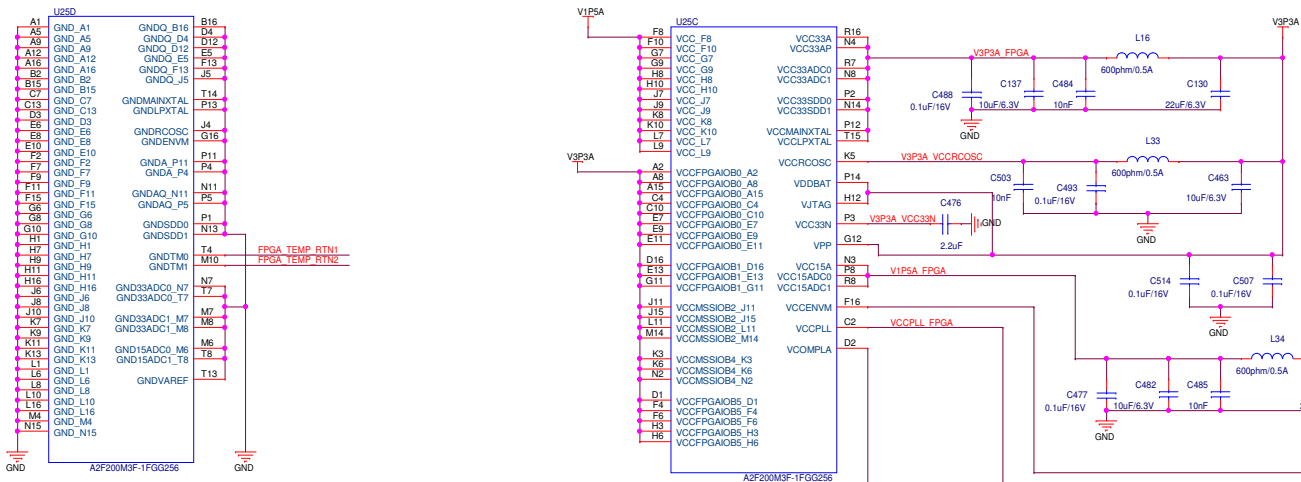 U25D
A1 GND_A1 GNDQ_B16 B16
A5 GND_A5 GNDQ_D4 D4
A9 GND_A9 GNDQ_D12 D12
A12 GND_A12 GNDQ_E5 E5
A16 GND_A16 GNDQ_F13 F13
B2 GND_B2 GNDQ_J5 J5
B15 GND_B15
C7 GND_C7 GNDMAINXTAL T14
C13 GND_C13 GNDLPXTAL P13
D3 GND_D3
E6 GND_E6 GNDRCOSC J4
E8 GND_E8 GNDENVM G16
E10 GND_E10
F2 GND_F2 GNDA_P11 P11
F7 GND_F7 GNDA_P4 P4
F9 GND_F9
F11 GND_F11 GNDAQ_N11 N11
F15 GND_F15 GNDAQ_P5 P5
G6 GND_G6
G8 GND_G8 GNDSDD0 P1
G10 GND_G10 GNDSDD1 N13
H1 GND_H1
H7 GND_H7 GNDTM0 T4 FPGA_TEMP_RTN1
H9 GND_H9 GNDTM1 M10 FPGA_TEMP_RTN2
H11 GND_H11
H16 GND_H16 GND33ADC0_N7 N7
J6 GND_J6 GND33ADC0_T7 T7
J8 GND_J8
J10 GND_J10 GND33ADC1_M7 M7
K7 GND_K7 GND33ADC1_M8 M8
K9 GND_K9
K11 GND_K11 GND15ADC0_M6 M6
K13 GND_K13 GND15ADC1_T8 T8
L1 GND_L1
L6 GND_L6 GNDVAREF T13
L8 GND_L8
L10 GND_L10
L16 GND_L16
M4 GND_M4
N15 GND_N15
GND
GND
A2F200M3F-1FGG256
V1P5A
U25C
F8 VCC_F8 VCC33A R16
F10 VCC_F10 VCC33AP N4
G7 VCC_G7
G9 VCC_G9 VCC33ADC0 R7
H8 VCC_H8 VCC33ADC1 N8
H10 VCC_H10
J7 VCC_J7 VCC33SDD0 P2
J9 VCC_J9 VCC33SDD1 N14
K8 VCC_K8
K10 VCC_K10 VCCMAINXTAL P12
L7 VCC_L7 VCCLPXTAL T15
L9 VCC_L9
V3P3A
VCCRCOSC K5
A2 VCCFPGAIOB0_A2
A8 VCCFPGAIOB0_A8 VDDBAT P14
A15 VCCFPGAIOB0_A15
C4 VCCFPGAIOB0_C4 VJTAG H12
C10 VCCFPGAIOB0_C10
E7 VCCFPGAIOB0_E7 VCC33N P3
E9 VCCFPGAIOB0_E9
E11 VCCFPGAIOB0_E11 VPP G12
D16 VCCFPGAIOB1_D16 VCC15A N3
E13 VCCFPGAIOB1_E13 VCC15ADC0 P8
G11 VCCFPGAIOB1_G11 VCC15ADC1 R8
J11 VCCMSSIOB2_J11 VCCENVM F16
J15 VCCMSSIOB2_J15
L11 VCCMSSIOB2_L11 VCCPLL C2
M14 VCCMSSIOB2_M14
VCOMPLA D2
K3 VCCMSSIOB4_K3
K6 VCCMSSIOB4_K6
N2 VCCMSSIOB4_N2
D1 VCCFPGAIOB5_D1
F4 VCCFPGAIOB5_F4
F6 VCCFPGAIOB5_F6
H3 VCCFPGAIOB5_H3
H6 VCCFPGAIOB5_H6
A2F200M3F-1FGG256
V3P3A
V3P3A_FPGA
L16
600phm/0.5A
C488
0.1uF/16V
C137
10uF/6.3V
C484
10nF
C130
22uF/6.3V
GND
V3P3A_VCCRCOSC
L33
600phm/0.5A
C503
10nF
C493
0.1uF/16V
C463
10uF/6.3V
GND
V3P3A_VCC33N
C476
2.2uF
GND
C514
0.1uF/16V
C507
0.1uF/16V
GND
V1P5A_FPGA
VCCPLL_FPGA
L34
600phm/0.5A
C477
0.1uF/16V
C482
10uF/6.3V
C485
10nF
GND